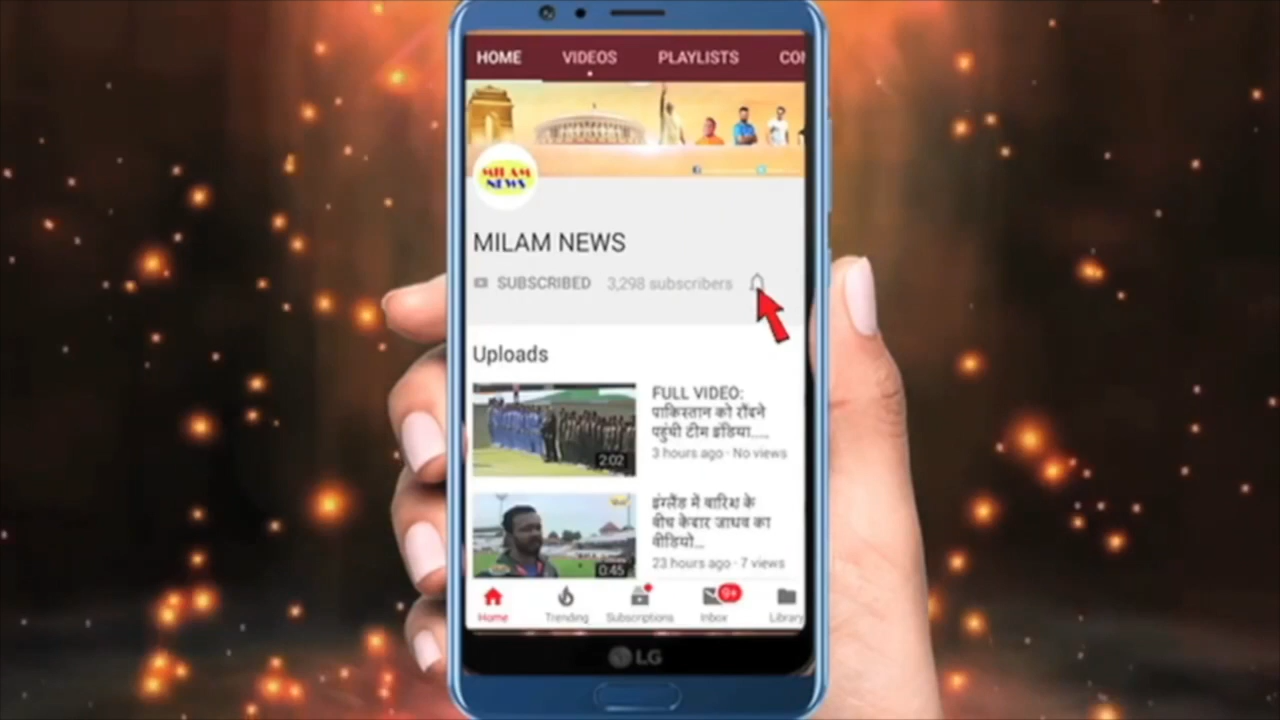 HOME VIDEOS PLAYLISTS CO
MILAM
NEWS
MILAM NEWS
SUBSCRIBED 3,298 subscribers
Uploads
FULL VIDEO:
पाकिस्तान को रौंदने
पहुंची टीम इंडिया.....
3 hours ago · No views
2:02
इंग्लैंड में बारिश के
बीच केदार जाधव का
वीडियो...
23 hours ago · 7 views
0:45
Home Trending Subscriptions Inbox Library
9+
LG